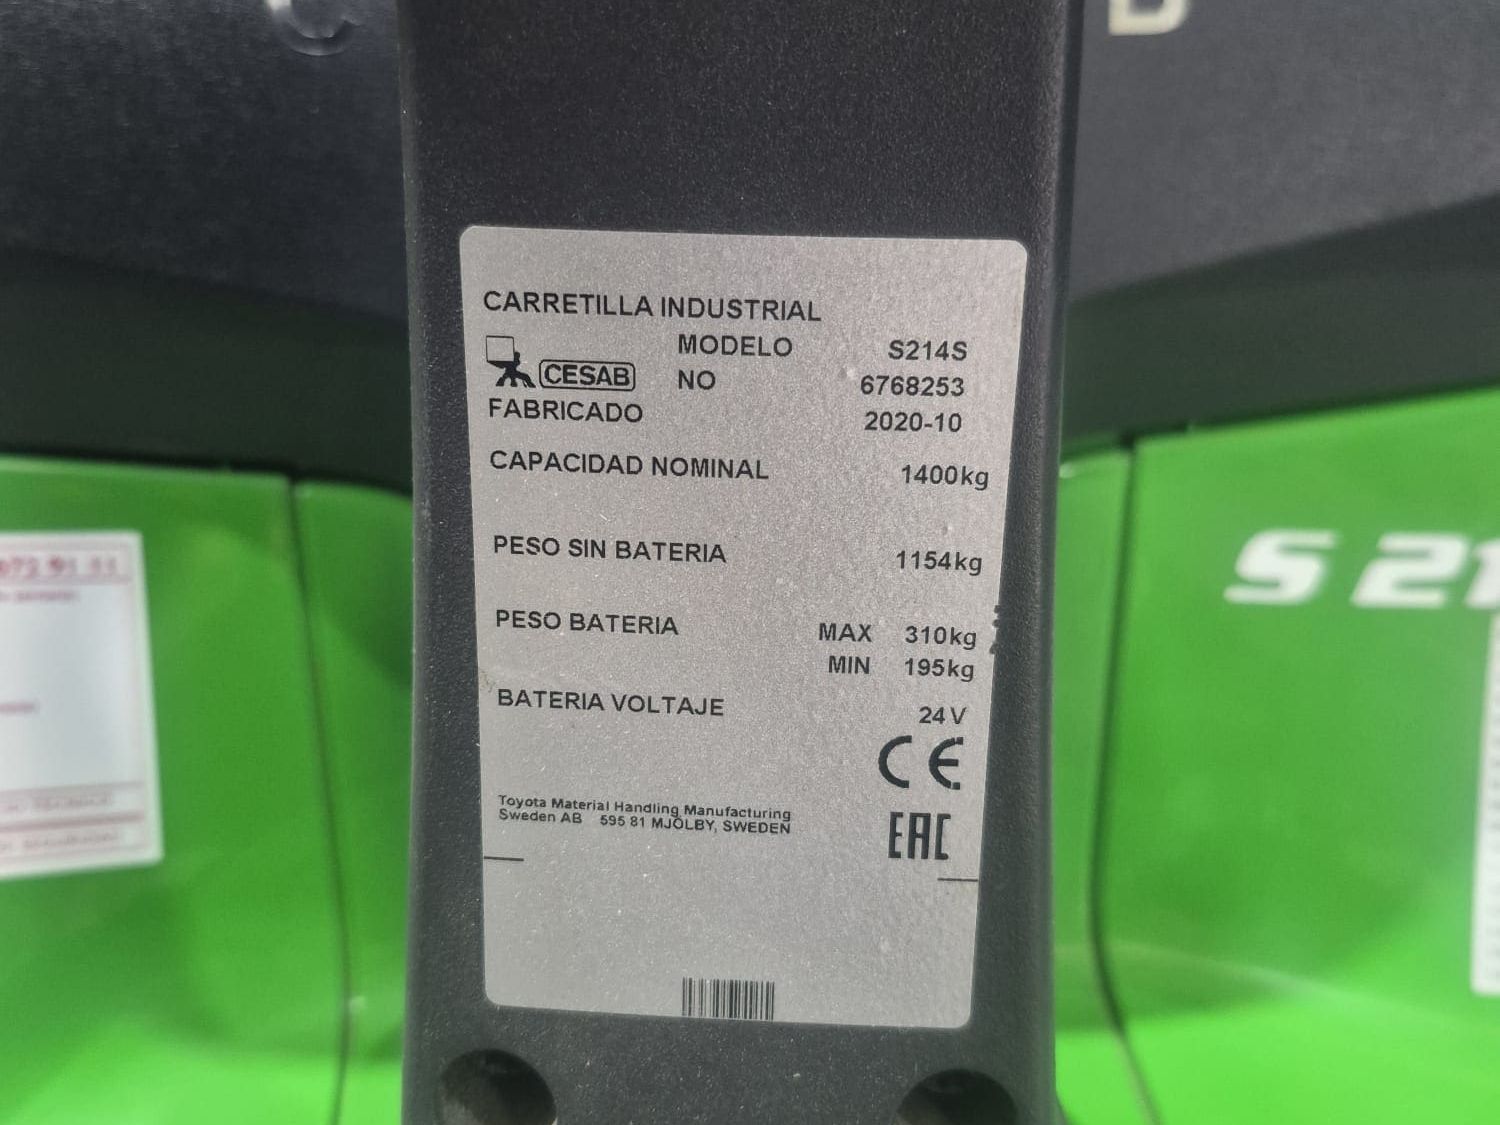 CARRETILLA INDUSTRIAL
MODELO S214S
CESAB NO 6768253
FABRICADO 2020-10
CAPACIDAD NOMINAL 1400kg
PESO SIN BATERIA 1154kg
PESO BATERIA MAX 310kg
MIN 195kg
BATERIA VOLTAJE 24V
CE
Toyota Material Handling Manufacturing
Sweden AB 595 81 MJÖLBY, SWEDEN
EAC
S 21